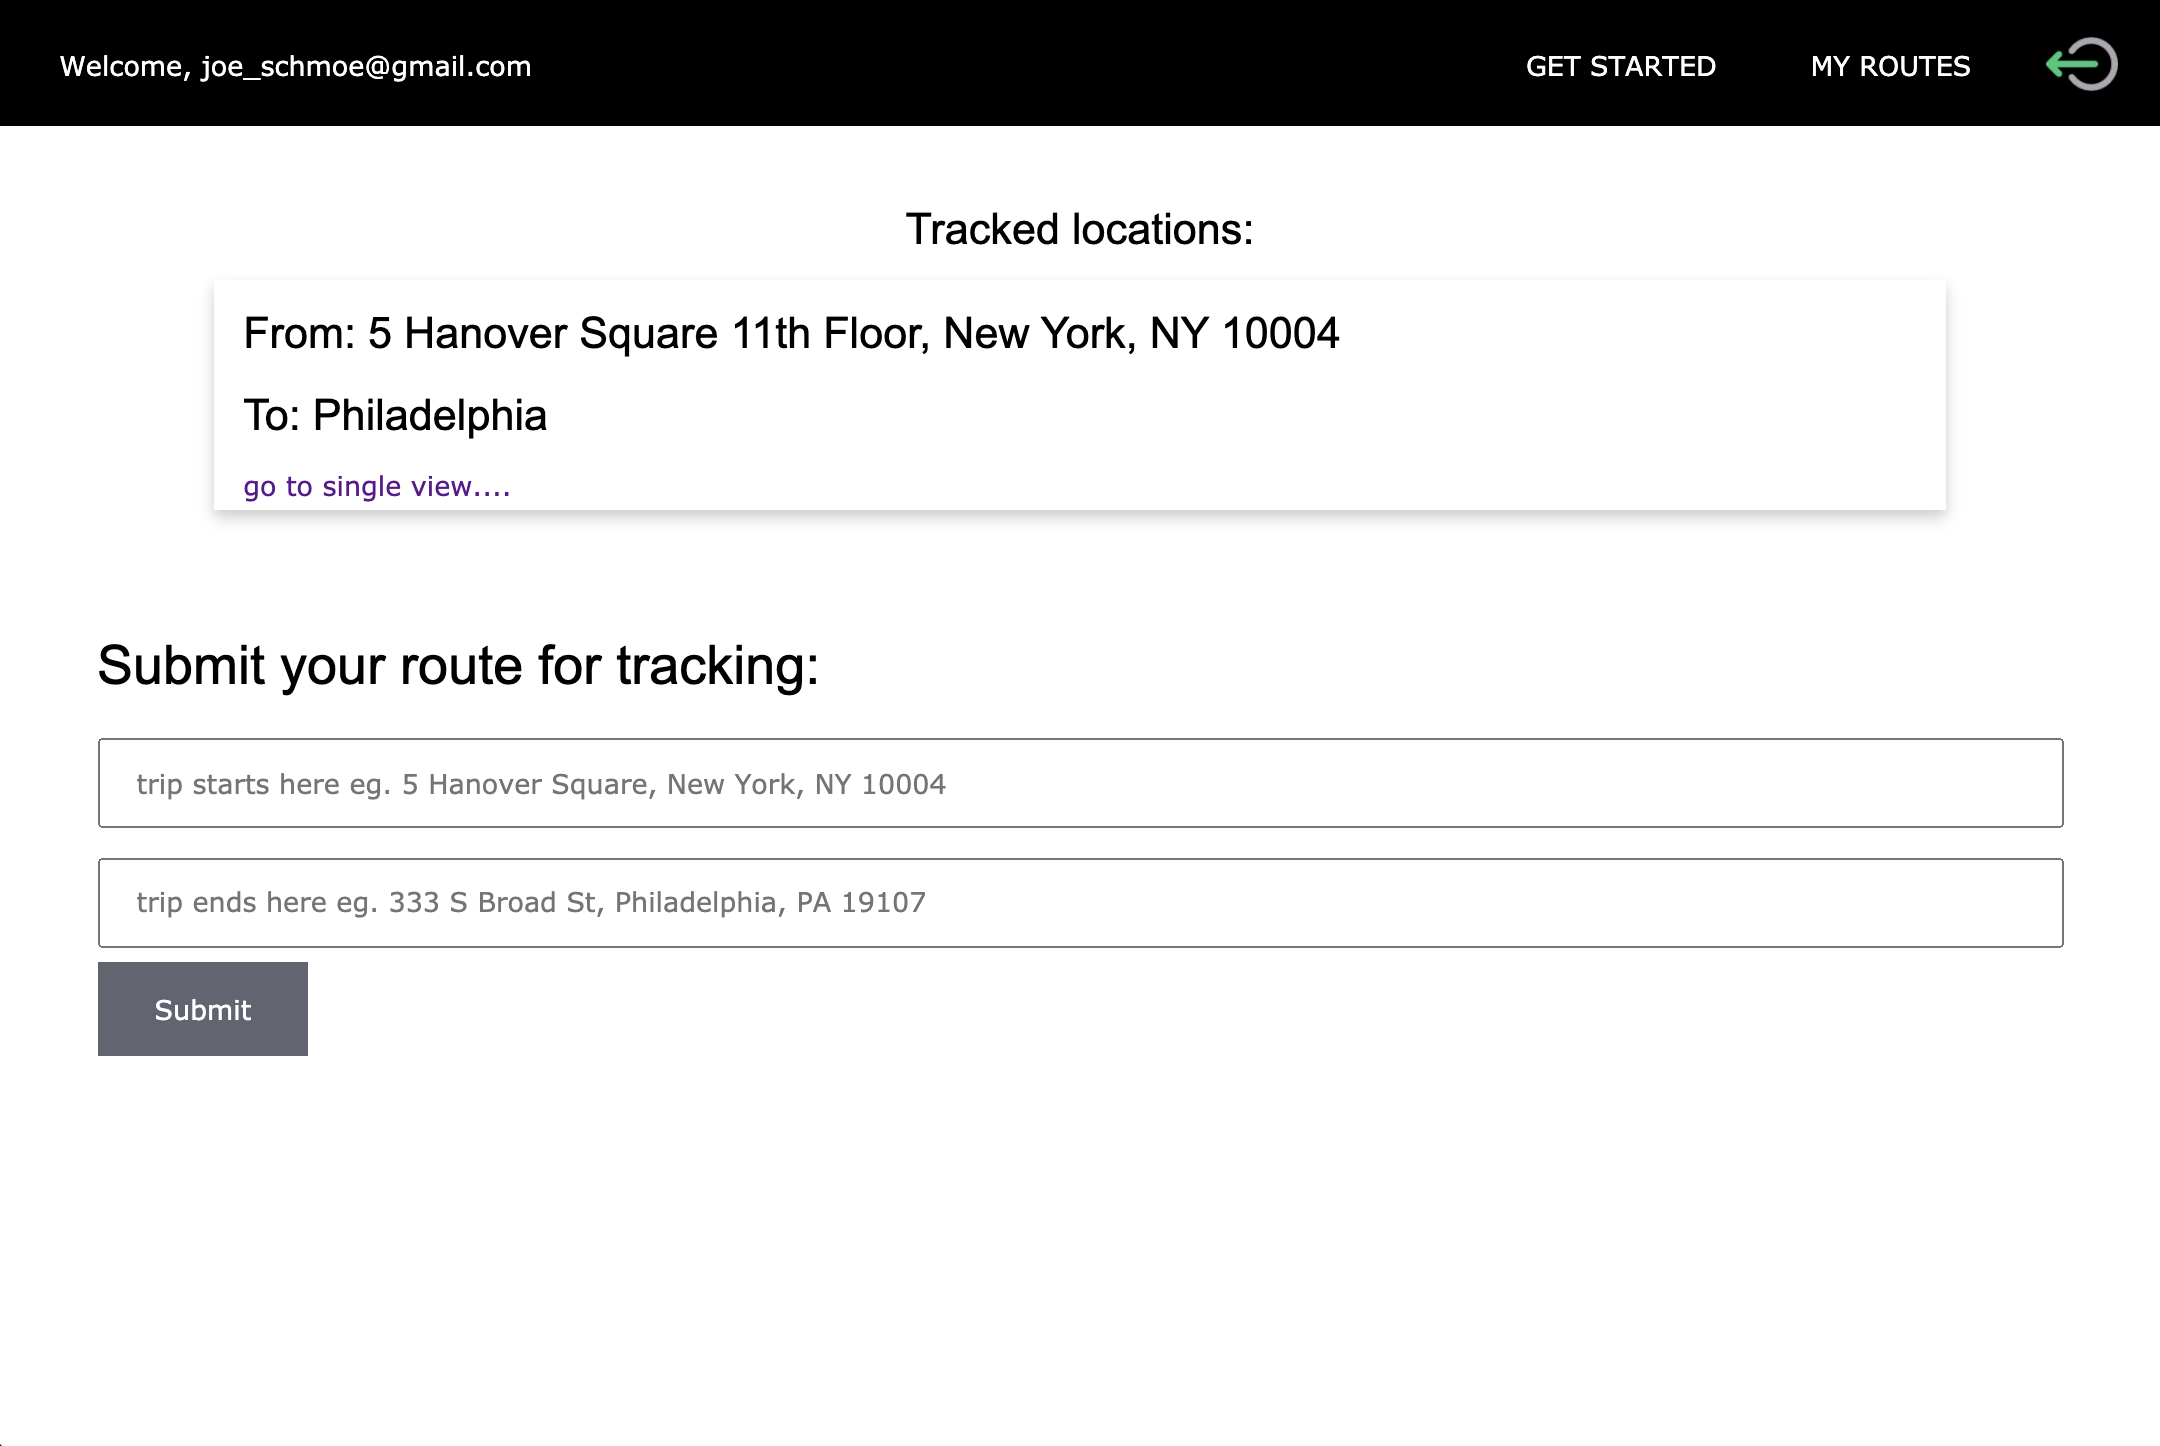 Welcome, joe_schmoe@gmail.com
GET STARTED
MY ROUTES
Tracked locations:
From: 5 Hanover Square 11th Floor, New York, NY 10004
To: Philadelphia
go to single view....
Submit your route for tracking:
trip starts here eg. 5 Hanover Square, New York, NY 10004
trip ends here eg. 333 S Broad St, Philadelphia, PA 19107
Submit